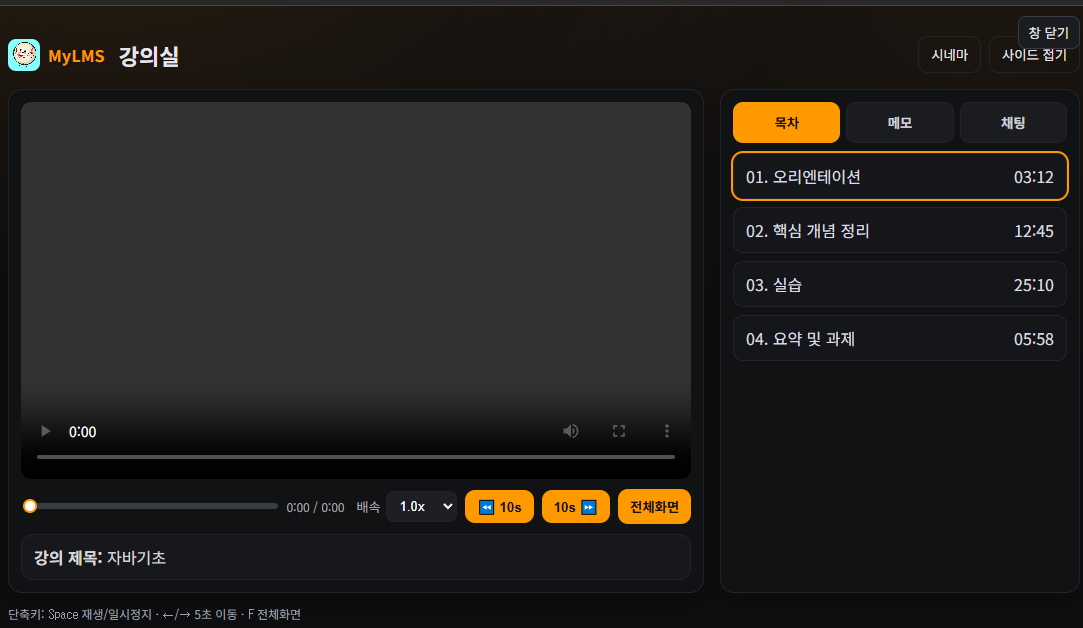 창 닫기
MyLMS 강의실
시네마 사이드 접기
목차 메모 채팅
01. 오리엔테이션 03:12
02. 핵심 개념 정리 12:45
03. 실습 25:10
04. 요약 및 과제 05:58
0:00
0:00 / 0:00 배속 1.0x ⏪ 10s 10s ⏩ 전체화면
강의 제목: 자바기초
단축키: Space 재생/일시정지 · ←/→ 5초 이동 · F 전체화면